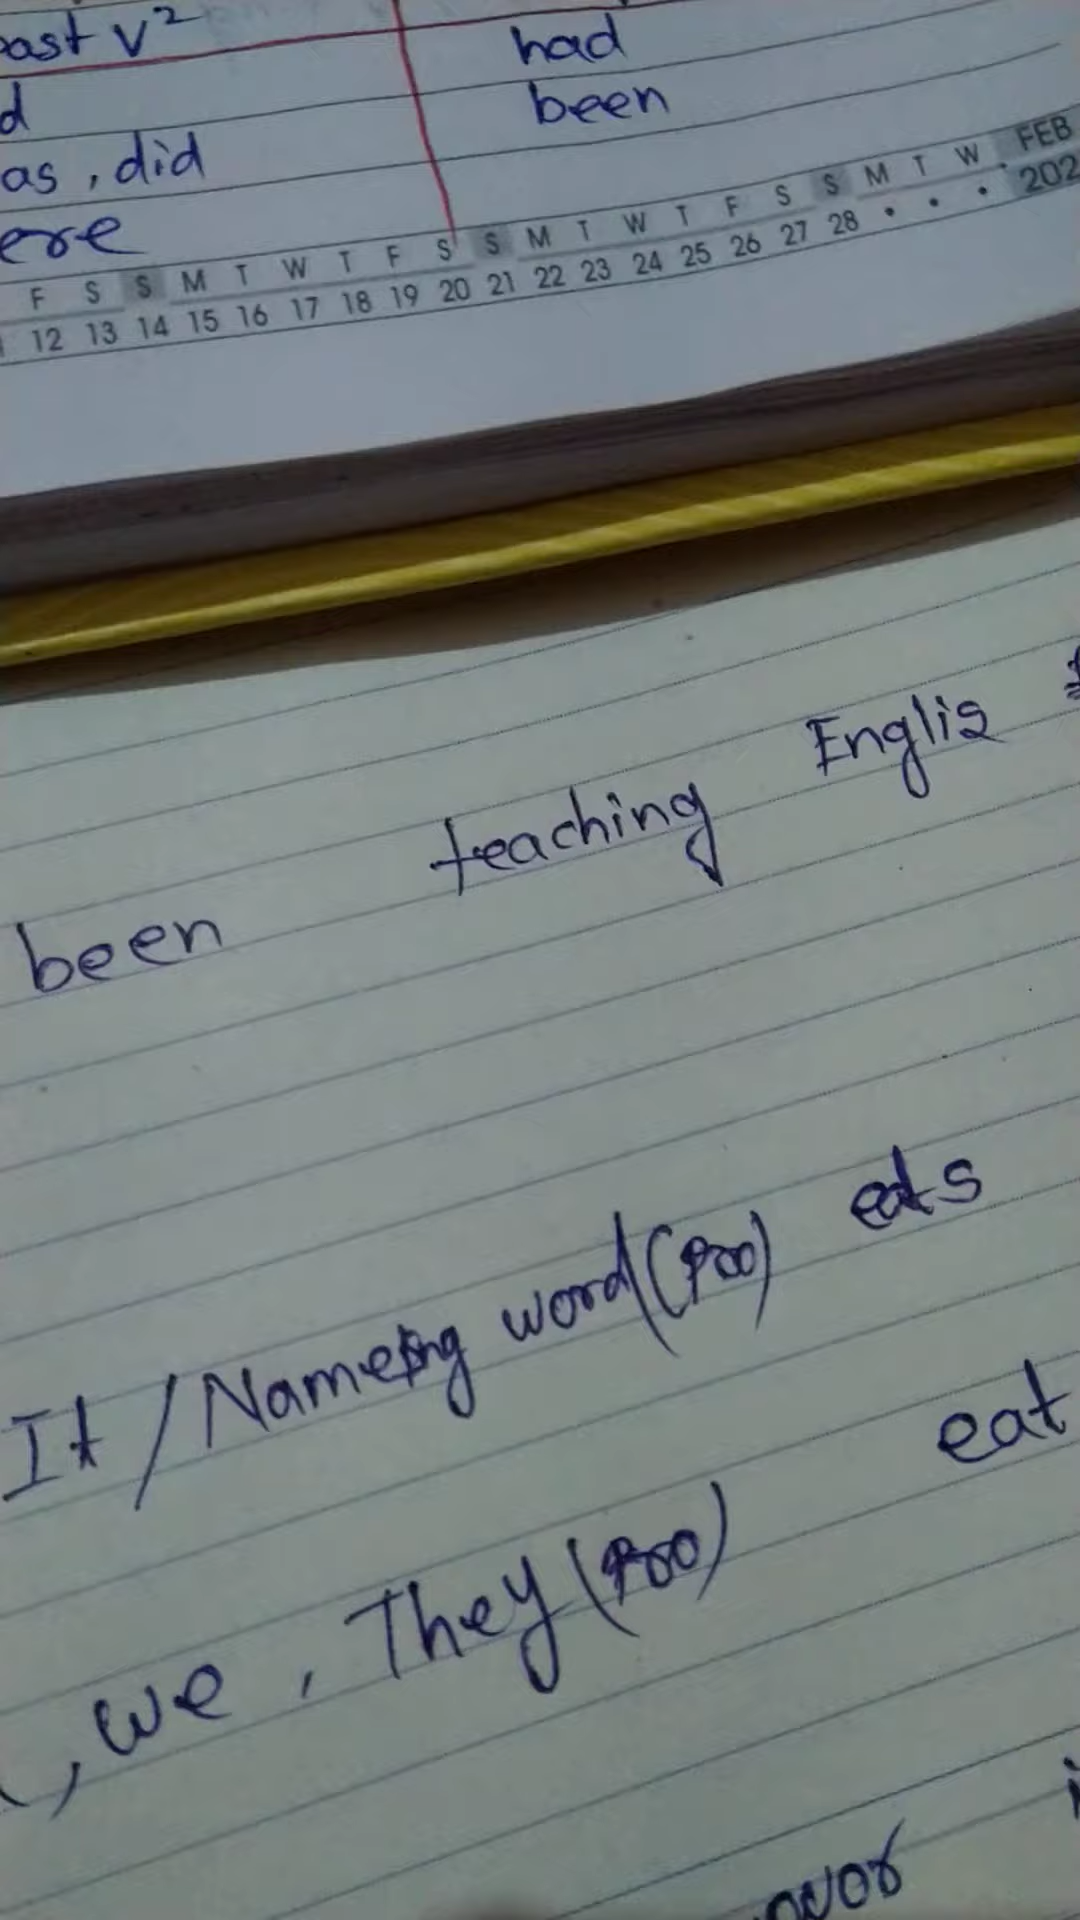 past v² had
d been
as, did
ere
F S S M T W T F S S M T W T F S S M T W FEB
12 13 14 15 16 17 18 19 20 21 22 23 24 25 26 27 28 • • • 202
been teaching Englis
It / Nameing word (Pro) eats
, we, They (Pro) eat